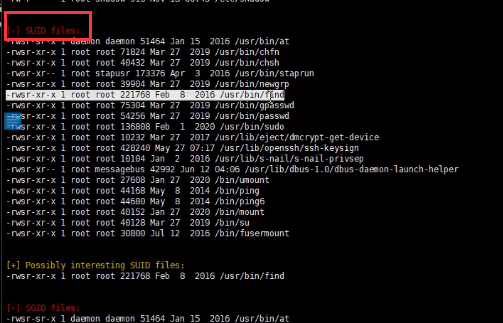 [-] SUID files:
-rwsr-sr-x 1 daemon daemon 51464 Jan 15 2016 /usr/bin/at
-rwsr-xr-x 1 root root 71824 Mar 27 2019 /usr/bin/chfn
-rwsr-xr-x 1 root root 40432 Mar 27 2019 /usr/bin/chsh
-rwsr-xr-- 1 root stapusr 173376 Apr 3 2016 /usr/bin/staprun
-rwsr-xr-x 1 root root 39904 Mar 27 2019 /usr/bin/newgrp
-rwsr-xr-x 1 root root 221768 Feb 8 2016 /usr/bin/find
-rwsr-xr-x 1 root root 75304 Mar 27 2019 /usr/bin/gpasswd
-rwsr-xr-x 1 root root 54256 Mar 27 2019 /usr/bin/passwd
-rwsr-xr-x 1 root root 136808 Feb 1 2020 /usr/bin/sudo
-rwsr-xr-x 1 root root 10232 Mar 27 2017 /usr/lib/eject/dmcrypt-get-device
-rwsr-xr-x 1 root root 428240 May 27 07:17 /usr/lib/openssh/ssh-keysign
-rwsr-xr-x 1 root root 10104 Jan 2 2016 /usr/lib/s-nail/s-nail-privsep
-rwsr-xr-- 1 root messagebus 42992 Jun 12 04:06 /usr/lib/dbus-1.0/dbus-daemon-launch-helper
-rwsr-xr-x 1 root root 27608 Jan 27 2020 /bin/umount
-rwsr-xr-x 1 root root 44168 May 8 2014 /bin/ping
-rwsr-xr-x 1 root root 44680 May 8 2014 /bin/ping6
-rwsr-xr-x 1 root root 40152 Jan 27 2020 /bin/mount
-rwsr-xr-x 1 root root 40128 Mar 27 2019 /bin/su
-rwsr-xr-x 1 root root 30800 Jul 12 2016 /bin/fusermount
[+] Possibly interesting SUID files:
-rwsr-xr-x 1 root root 221768 Feb 8 2016 /usr/bin/find
[-] SGID files:
-rwsr-sr-x 1 daemon daemon 51464 Jan 15 2016 /usr/bin/at